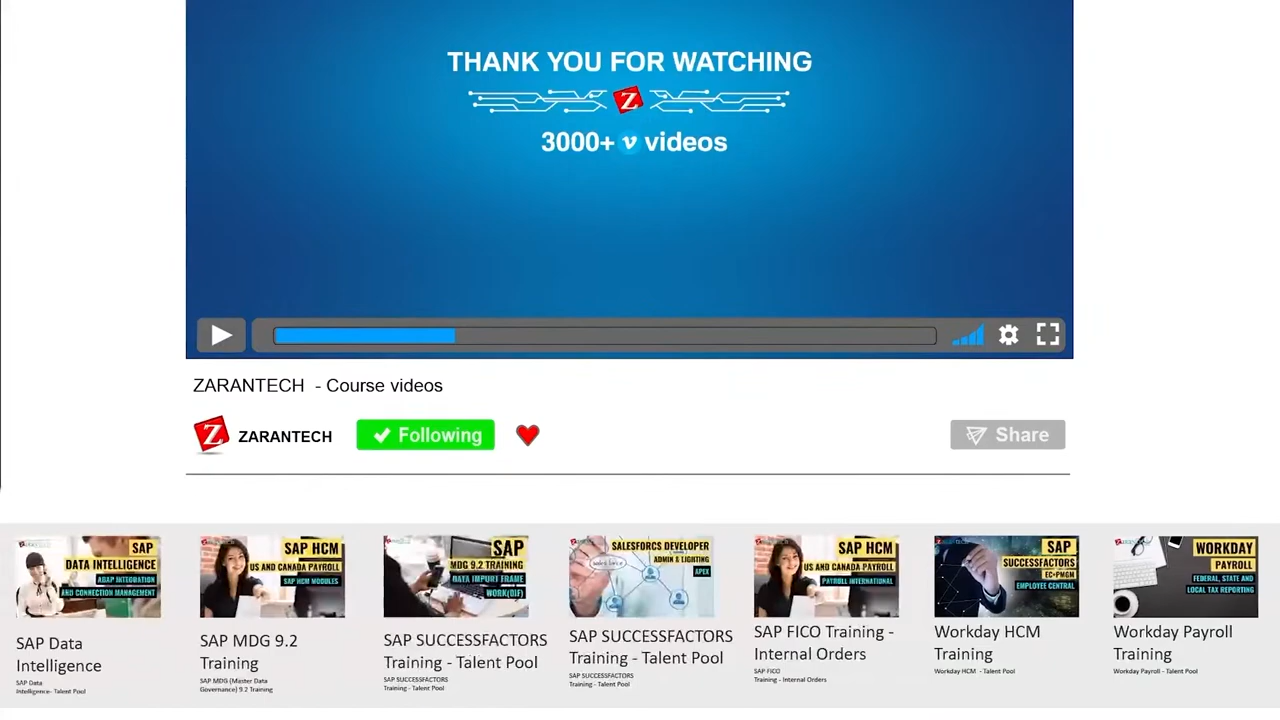 THANK YOU FOR WATCHING
Z
3000+ v videos
ZARANTECH - Course videos
Z ZARANTECH
Following
Share
SAP
DATA INTELLIGENCE
ABAP INTEGRATION
AND CONNECTION MANAGEMENT
SAP Data
Intelligence
SAP Data
Intelligence- Talent Pool
SAP HCM
US AND CANADA PAYROLL
SAP HCM MODULES
SAP MDG 9.2
Training
SAP MDG (Master Data
Governance) 9.2 Training
SAP
MDG 9.2 TRAINING
DATA IMPORT FRAME
WORK(DIF)
SAP SUCCESSFACTORS
Training - Talent Pool
SAP SUCCESSFACTORS
Training - Talent Pool
SALESFORCS DEVELOPER
ADMIN & LIGHTING
APEX
sales force
SAP SUCCESSFACTORS
Training - Talent Pool
SAP SUCCESSFACTORS
Training - Talent Pool
SAP HCM
US AND CANADA PAYROLL
PAYROLL INTERNATIONAL
SAP FICO Training -
Internal Orders
SAP FICO
Training - Internal Orders
SAP
SUCCESSFACTORS
EC+PMGM
EMPLOYEE CENTRAL
Workday HCM
Training
Workday HCM - Talent Pool
WORKDAY
PAYROLL
FEDERAL, STATE AND
LOCAL TAX REPORTING
Workday Payroll
Training
Workday Payroll - Talent Pool